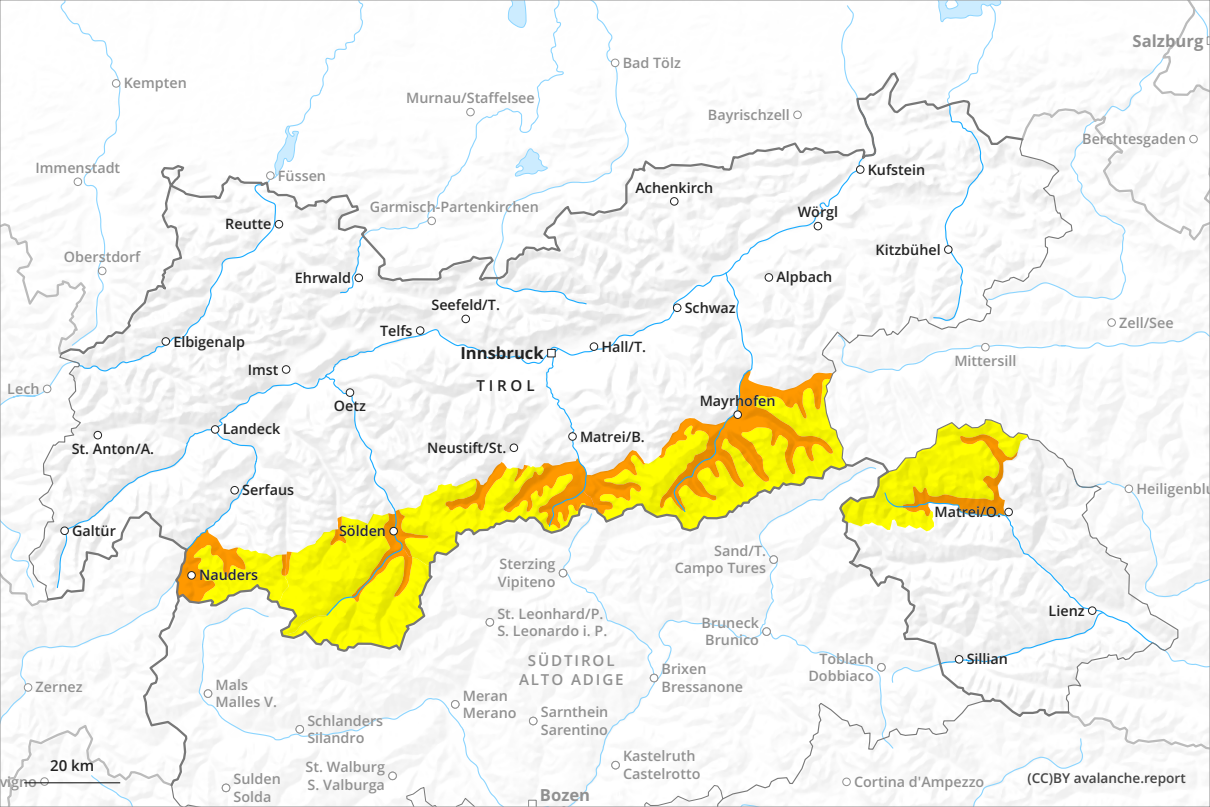 Salzburg
Kempten
Bad Tölz
Murnau/Staffelsee
Bayrischzell
Berchtesgaden
Immenstadt
Füssen
Kufstein
Achenkirch
Garmisch-Partenkirchen
Wörgl
Reutte
Kitzbühel
Oberstdorf
Ehrwald
Alpbach
Seefeld/T.
Schwaz
Telfs
Zell/See
Elbigenalp
Innsbruck
Hall/T.
Mittersill
Imst
TIROL
Lech
Oetz
Mayrhofen
Landeck
Matrei/B.
St. Anton/A.
Neustift/St.
Serfaus
Heiligenblu
Matrei/O.
Galtür
Sölden
Sand/T.
Campo Tures
Sterzing
Vipiteno
Nauders
Lienz
St. Leonhard/P.
S. Leonardo i. P.
Bruneck
Brunico
SÜDTIROL
ALTO ADIGE
Toblach
Dobbiaco
Sillian
Brixen
Bressanone
Zernez
Mals
Malles V.
Meran
Merano
Sarnthein
Sarentino
Schlanders
Silandro
Kastelruth
Castelrotto
20 km
St. Walburg
S. Valburga
vigno
Sulden
Solda
Cortina d'Ampezzo
(CC)BY avalanche.report
Bozen